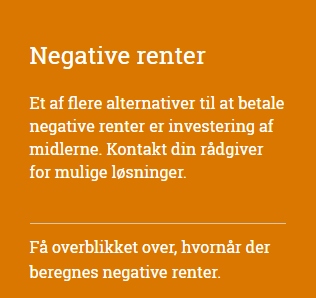 Negative renter
Et af flere alternativer til at betale
negative renter er investering af
midlerne. Kontakt din rådgiver
for mulige løsninger.
Få overblikket over, hvornår der
beregnes negative renter.